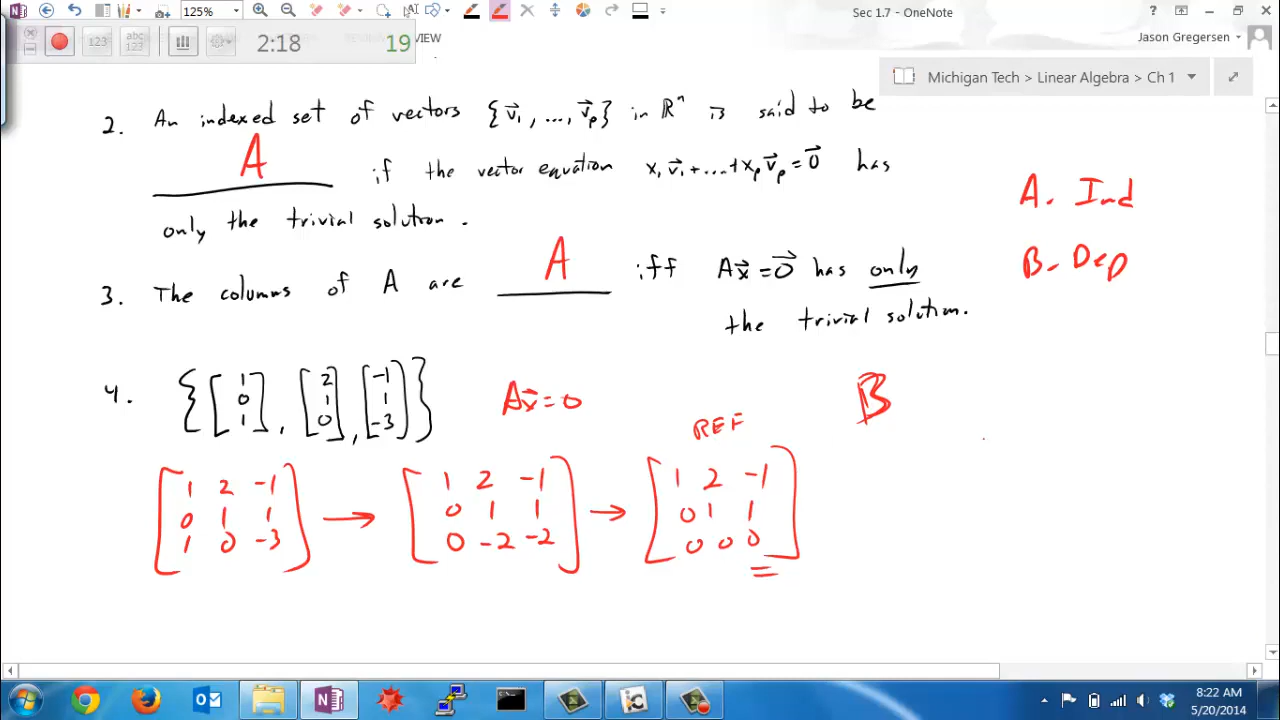 125%
Sec 1.7 - OneNote
2:18
19
VIEW
Jason Gregersen
Michigan Tech > Linear Algebra > Ch 1
2. An indexed set of vectors {v⃗₁, ..., v⃗ₚ} in ℝⁿ is said to be
A if the vector equation x₁v⃗₁+...+xₚv⃗ₚ=0⃗ has
only the trivial solution.
A. Ind
B. Dep
3. The columns of A are A iff Ax⃗=0⃗ has only
the trivial solution.
4. {[1 0 1], [2 1 0], [-1 1 -3]} Ax⃗=0 B
REF
[1 2 -1 → [1 2 -1 → [1 2 -1
0 1 1 0 1 1 0 1 1
1 0 -3] 0 -2 -2] 0 0 0]
8:22 AM
5/20/2014